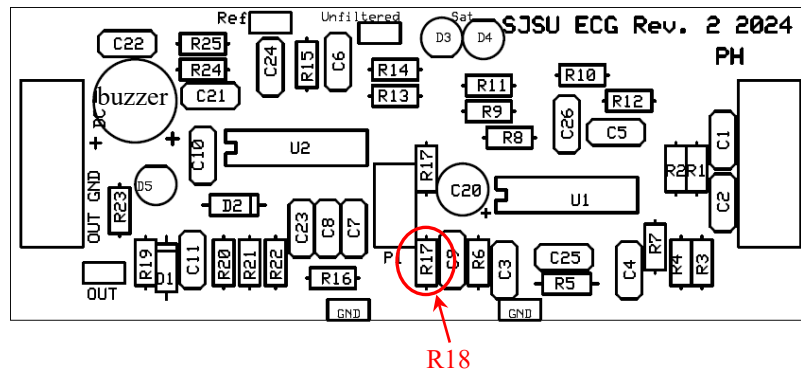 Ref
Unfiltered
Sat
SJSU ECG Rev. 2 2024
PH
C22
R25
R24
C24
R15
C6
D3
D4
R14
R13
R10
R11
R12
R9
R8
C26
C5
buzzer
C21
DC
+
+
C10
U2
R17
C20
+
U1
R2
R1
C1
C2
D5
OUT GND
R23
D2
C23
C8
C7
P1
R19
D1
C11
R20
R21
R22
R16
R17
C9
R6
C3
C25
R5
C4
R7
R4
R3
OUT
GND
GND
R18